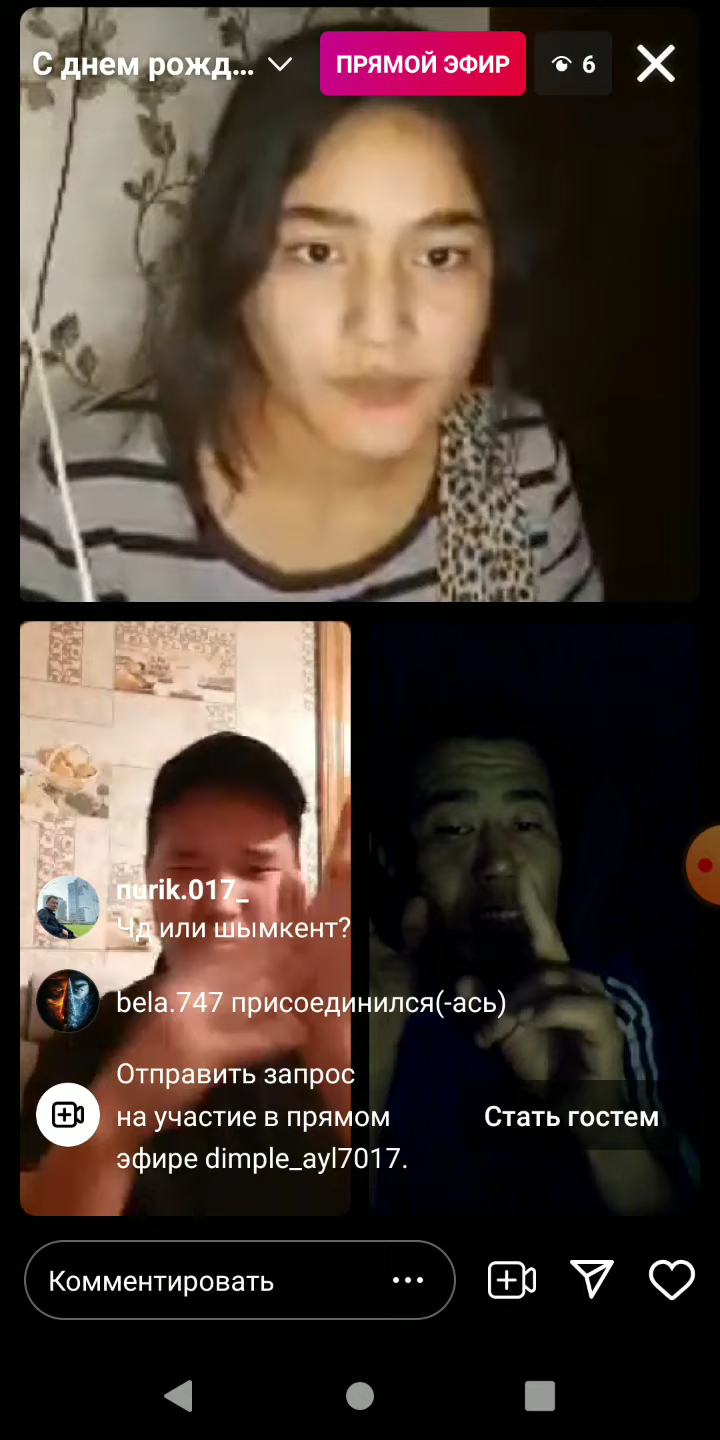 С днем рожд...
ПРЯМОЙ ЭФИР
6
nurik.017_
Чд или шымкент?
bela.747 присоединился(-ась)
Отправить запрос
на участие в прямом
эфире dimple_ayl7017.
Стать гостем
Комментировать